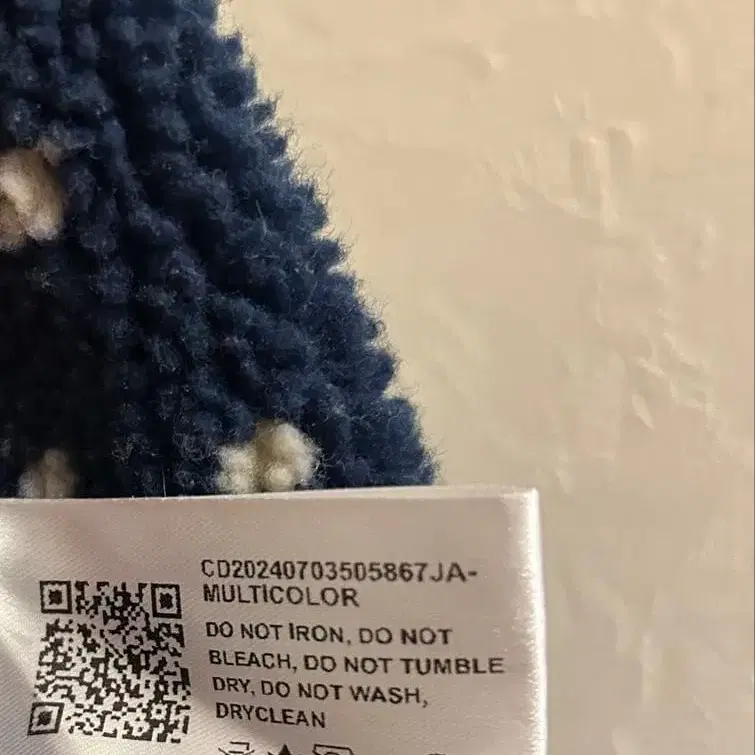 CD20240703505867JA-
MULTICOLOR
DO NOT IRON, DO NOT
BLEACH, DO NOT TUMBLE
DRY, DO NOT WASH,
DRYCLEAN